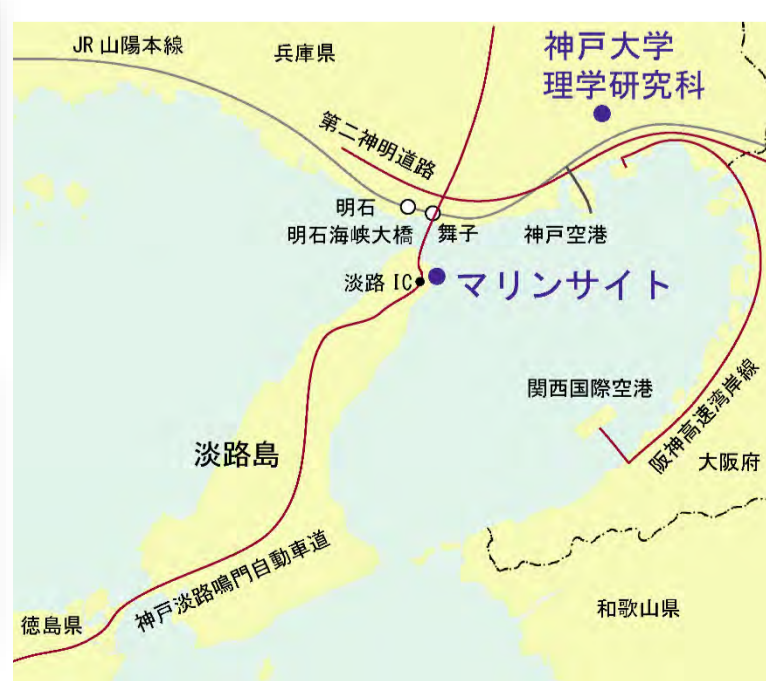 JR 山陽本線
兵庫県
神戸大学
理学研究科
第二神明道路
明石
明石海峡大橋
舞子
神戸空港
淡路 IC
マリンサイト
関西国際空港
阪神高速湾岸線
淡路島
大阪府
神戸淡路鳴門自動車道
徳島県
和歌山県